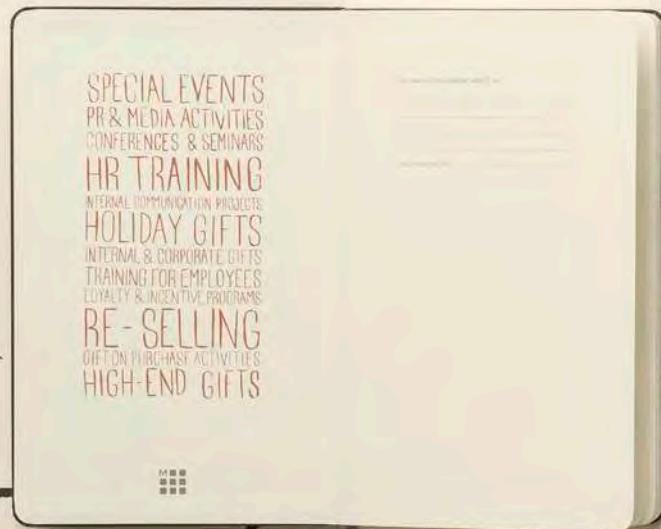 SPECIAL EVENTS
PR & MEDIA ACTIVITIES
CONFERENCES & SEMINARS
HR TRAINING
INTERNAL COMMUNICATION PROJECTS
HOLIDAY GIFTS
INTERNAL & CORPORATE GIFTS
TRAINING FOR EMPLOYEES
LOYALTY & INCENTIVE PROGRAMS
RE-SELLING
GIFT ON PURCHASE ACTIVITIES
HIGH-END GIFTS
M